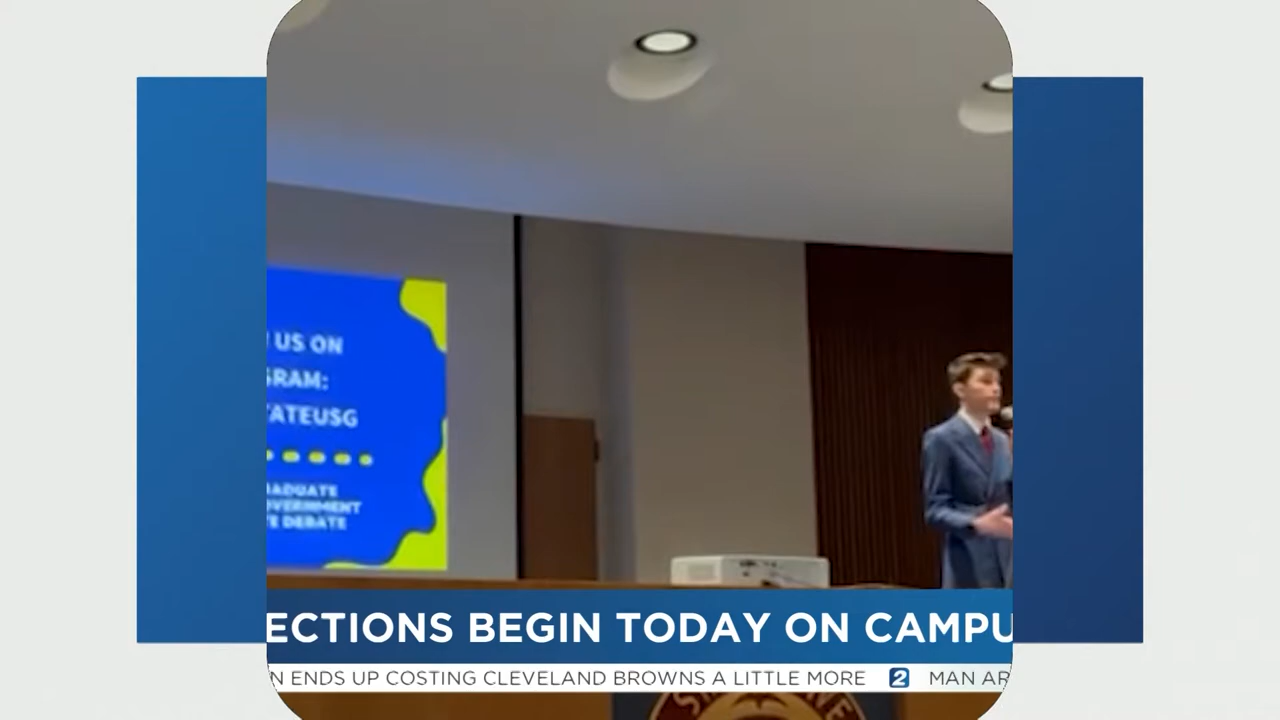 US ON
GRAM:
TATEUSG
GRADUATE
OVERNMENT
TE DEBATE
ECTIONS BEGIN TODAY ON CAMPU
N ENDS UP COSTING CLEVELAND BROWNS A LITTLE MORE 2 MAN AR